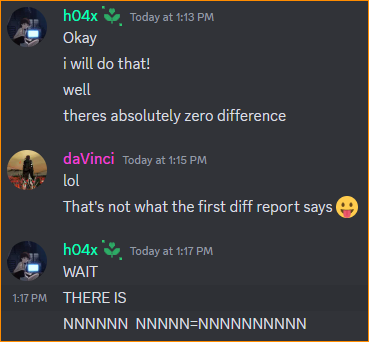 h04x Today at 1:13 PM
Okay
i will do that!
well
theres absolutely zero difference
daVinci Today at 1:15 PM
lol
That's not what the first diff report says 😛
h04x Today at 1:17 PM
WAIT
1:17 PM THERE IS
NNNNNN NNNNN=NNNNNNNNNN